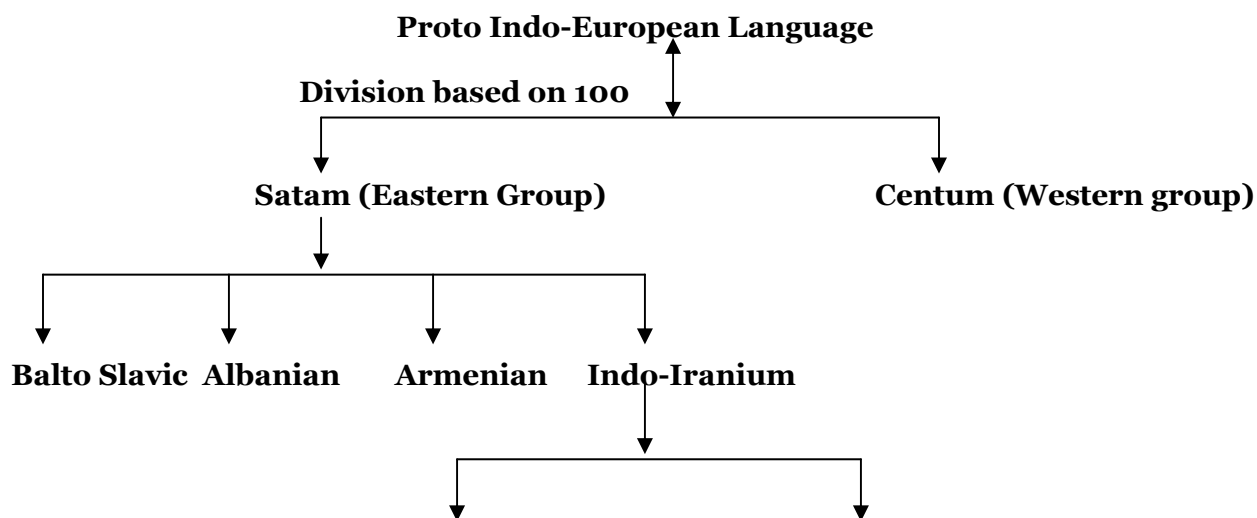 Proto Indo-European Language
Division based on 100
Satam (Eastern Group) Centum (Western group)
Balto Slavic Albanian Armenian Indo-Iranium